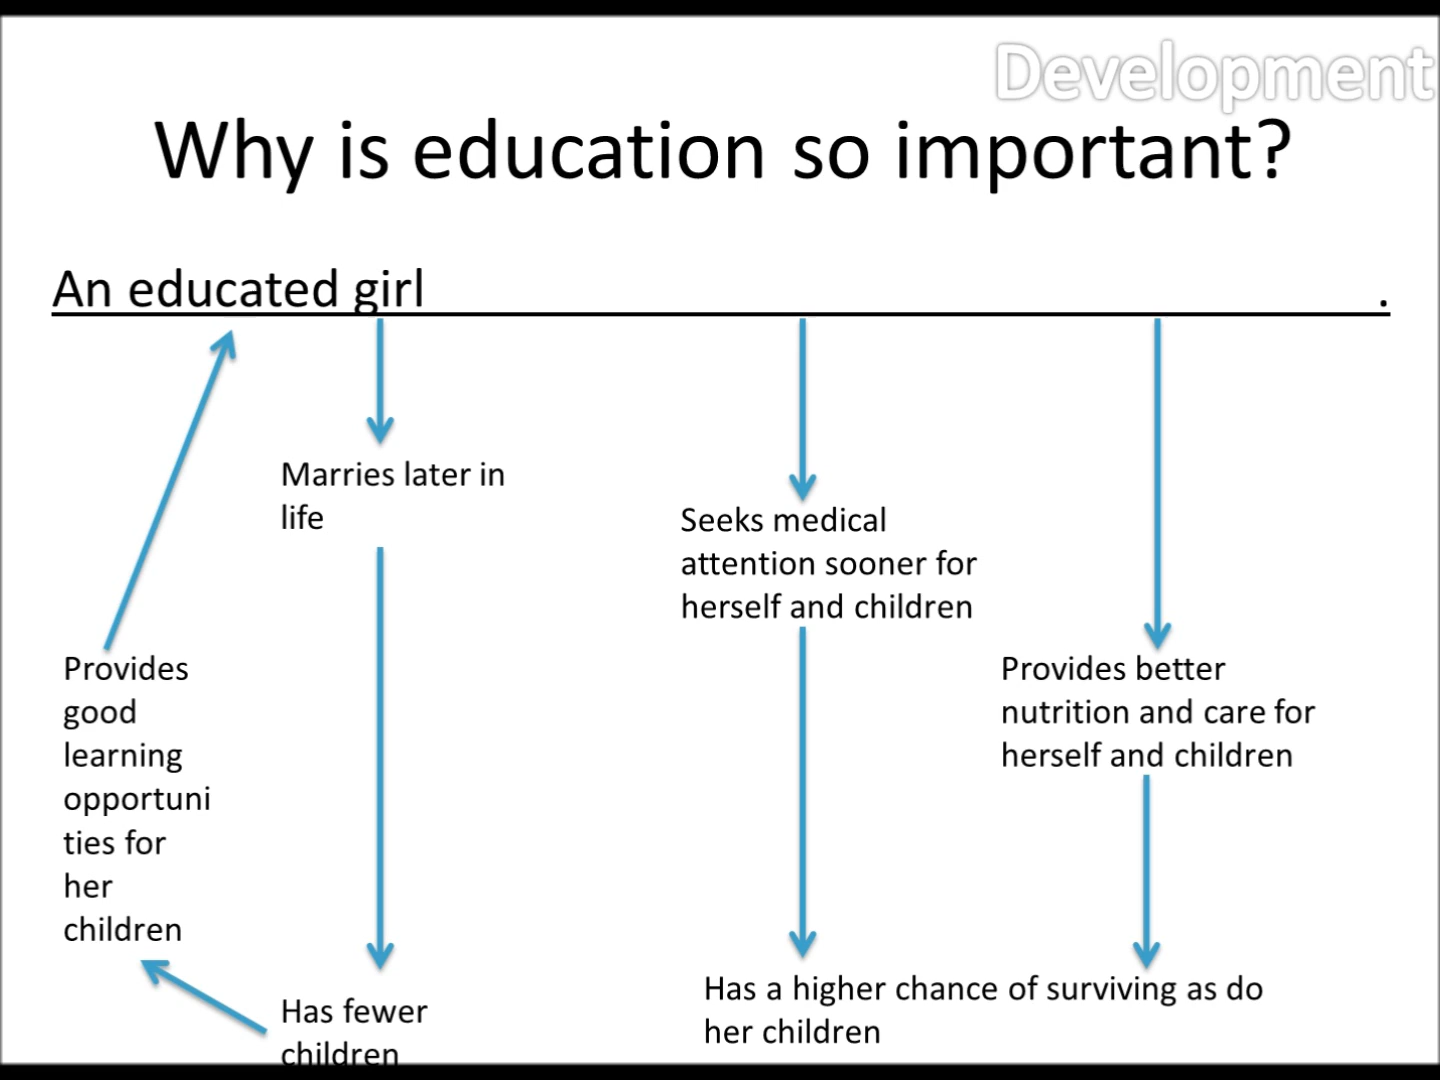 Development
Why is education so important?
An educated girl .
Marries later in
life
Seeks medical
attention sooner for
herself and children
Provides better
nutrition and care for
herself and children
Provides
good
learning
opportuni
ties for
her
children
Has fewer
children
Has a higher chance of surviving as do
her children